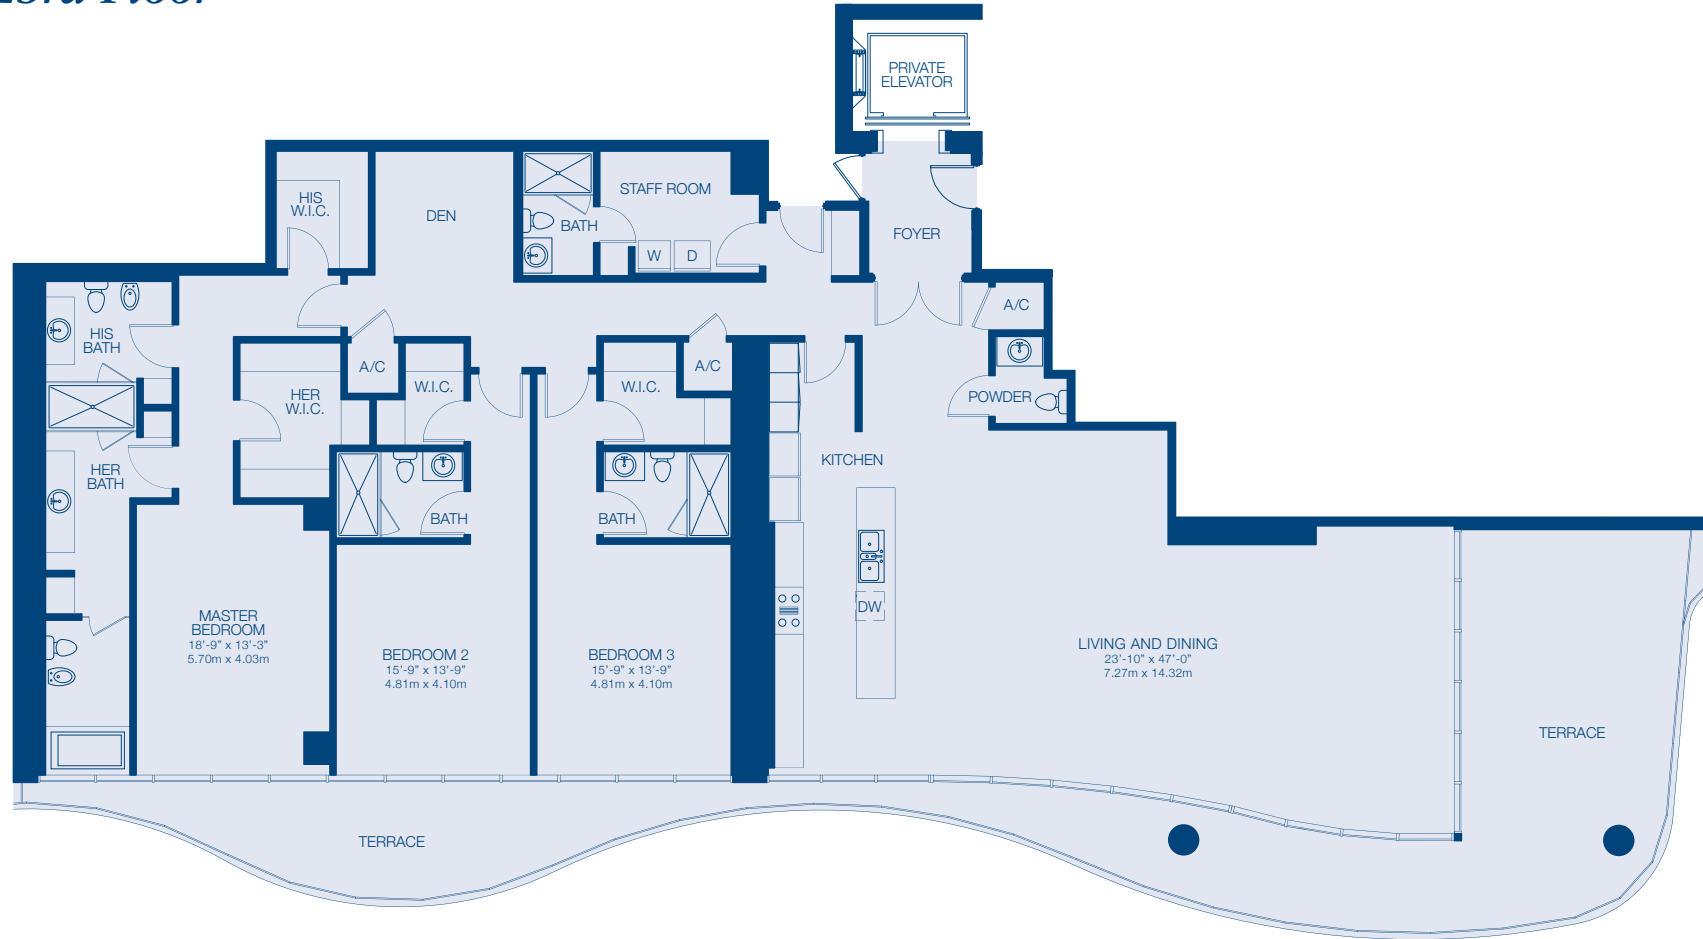 23rd Floor
PRIVATE
ELEVATOR
HIS
W.I.C.
DEN
STAFF ROOM
BATH
W
D
FOYER
A/C
HIS
BATH
A/C
W.I.C.
W.I.C.
A/C
HER
W.I.C.
POWDER
HER
BATH
KITCHEN
BATH
BATH
DW
MASTER
BEDROOM
18'-9" x 13'-3"
5.70m x 4.03m
BEDROOM 2
15'-9" x 13'-9"
4.81m x 4.10m
BEDROOM 3
15'-9" x 13'-9"
4.81m x 4.10m
LIVING AND DINING
23'-10" x 47'-0"
7.27m x 14.32m
TERRACE
TERRACE